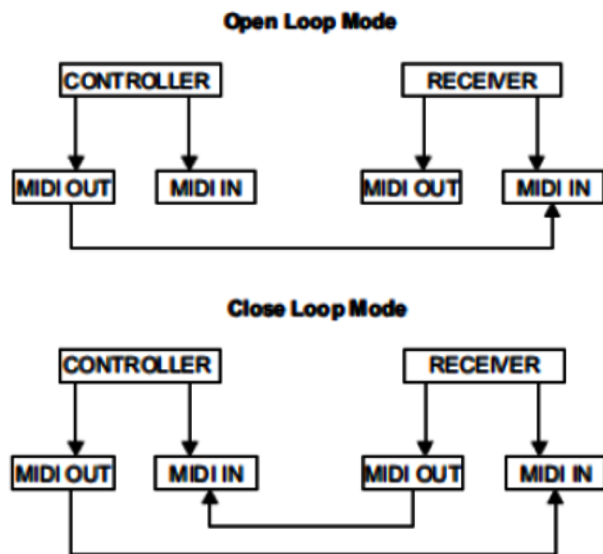 Open Loop Mode
CONTROLLER RECEIVER
MIDI OUT MIDI IN MIDI OUT MIDI IN
Close Loop Mode
CONTROLLER RECEIVER
MIDI OUT MIDI IN MIDI OUT MIDI IN